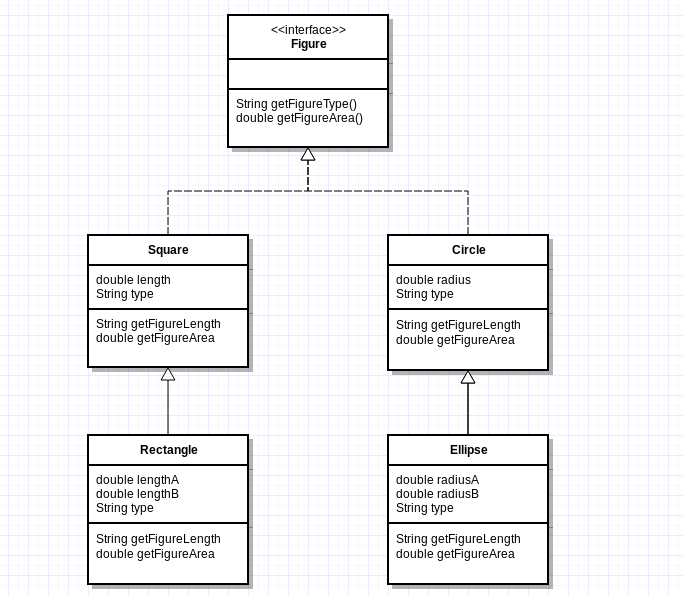 <<interface>>
Figure
String getFigureType()
double getFigureArea()
Square
double length
String type
String getFigureLength
double getFigureArea
Circle
double radius
String type
String getFigureLength
double getFigureArea
Rectangle
double lengthA
double lengthB
String type
String getFigureLength
double getFigureArea
Ellipse
double radiusA
double radiusB
String type
String getFigureLength
double getFigureArea